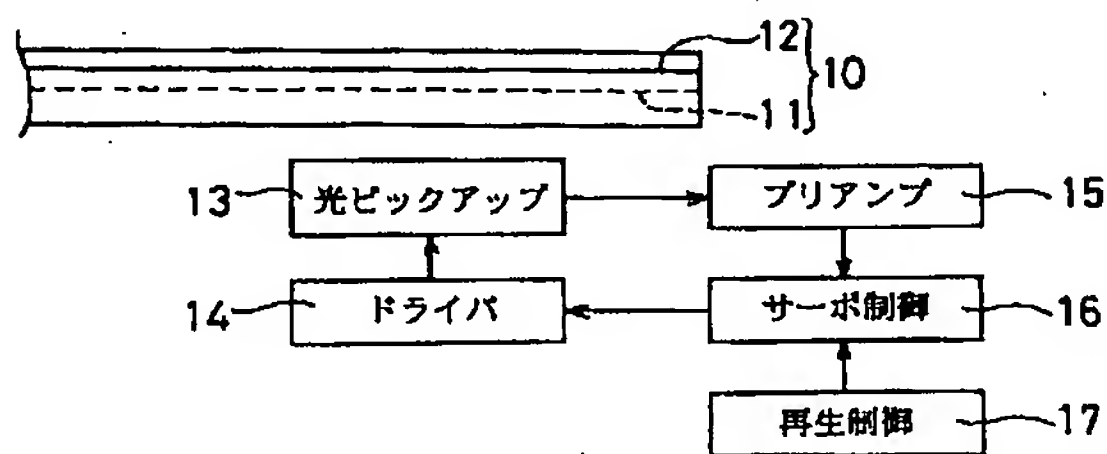 12
10
11
13 光ピックアップ
プリアンプ 15
14 ドライバ
サーボ制御 16
再生制御 17